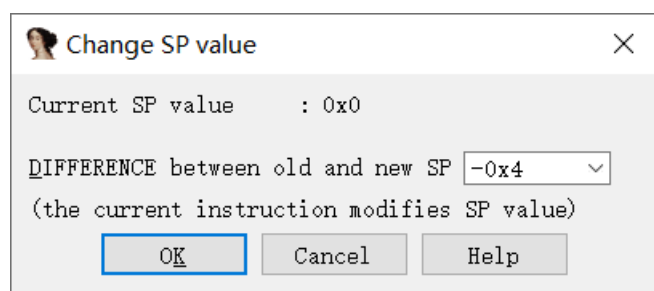 Change SP value
Current SP value : 0x0
DIFFERENCE between old and new SP -0x4
(the current instruction modifies SP value)
OK Cancel Help